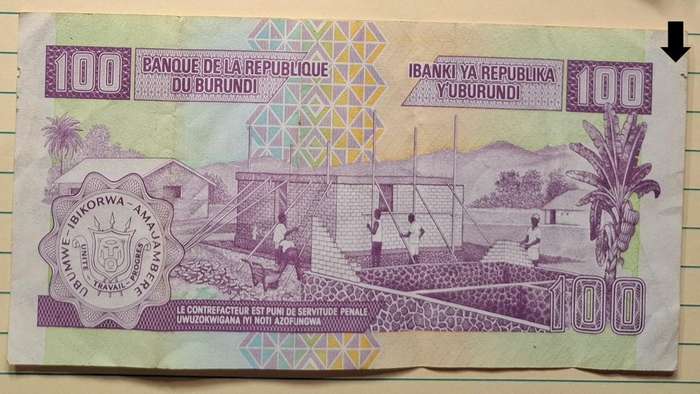 100
BANQUE DE LA REPUBLIQUE
DU BURUNDI
IBANKI YA REPUBLIKA
Y'UBURUNDI
100
UBUMWE-IBIKORWA-AMAJAMBERE
UNITE TRAVAIL PROGRES
LE CONTREFACTEUR EST PUNI DE SERVITUDE PENALE
UWUZOKWIGANA IYI NOTI AZOFUNGWA
100